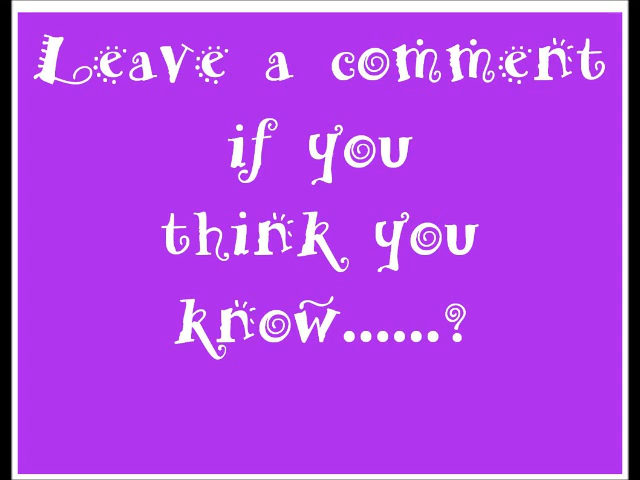 Leave a comment
if you
think you
know......?